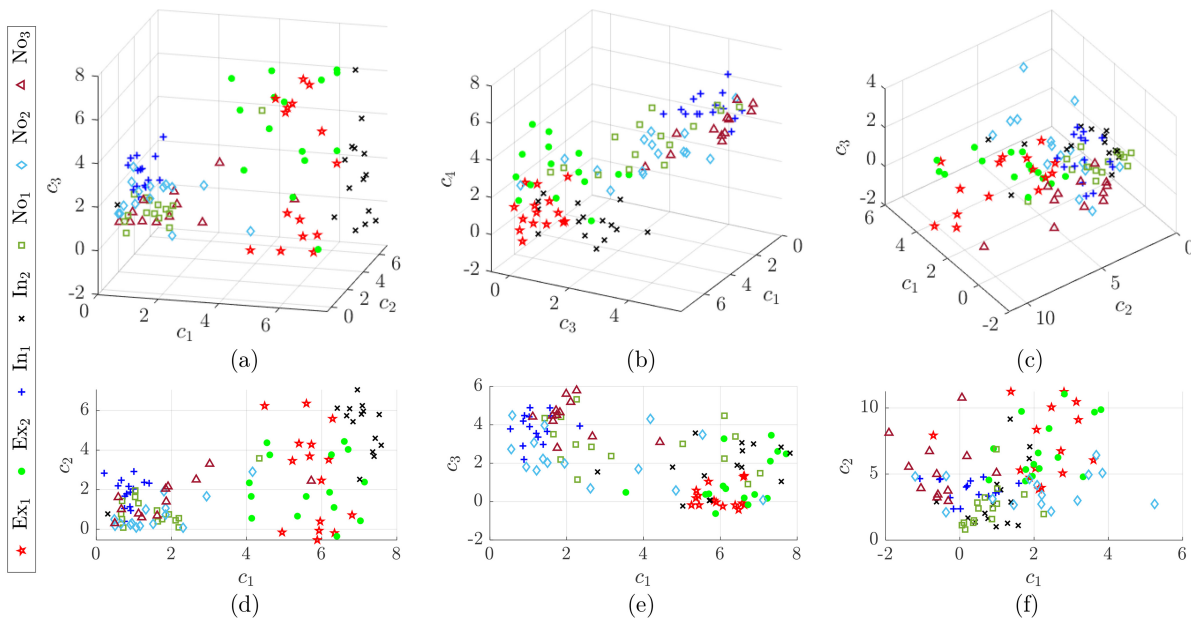 Ex₁ Ex₂ In₁ In₂ No₁ No₂ No₃
8
6
4
2
0
-2
c₃
0 2 4 6
c₁
0 2 4 6
c₂
(a)
8
6
4
2
0
-2
c₄
0 2 4
c₃
6 4 2 0
c₁
(b)
4
2
0
-2
c₃
6 4 2 0 -2
c₁
10 5 0
c₂
(c)
6
4
2
0
c₂
0 2 4 6 8
c₁
(d)
6
4
2
0
-2
c₃
0 2 4 6 8
c₁
(e)
10
5
0
c₂
-2 0 2 4 6
c₁
(f)